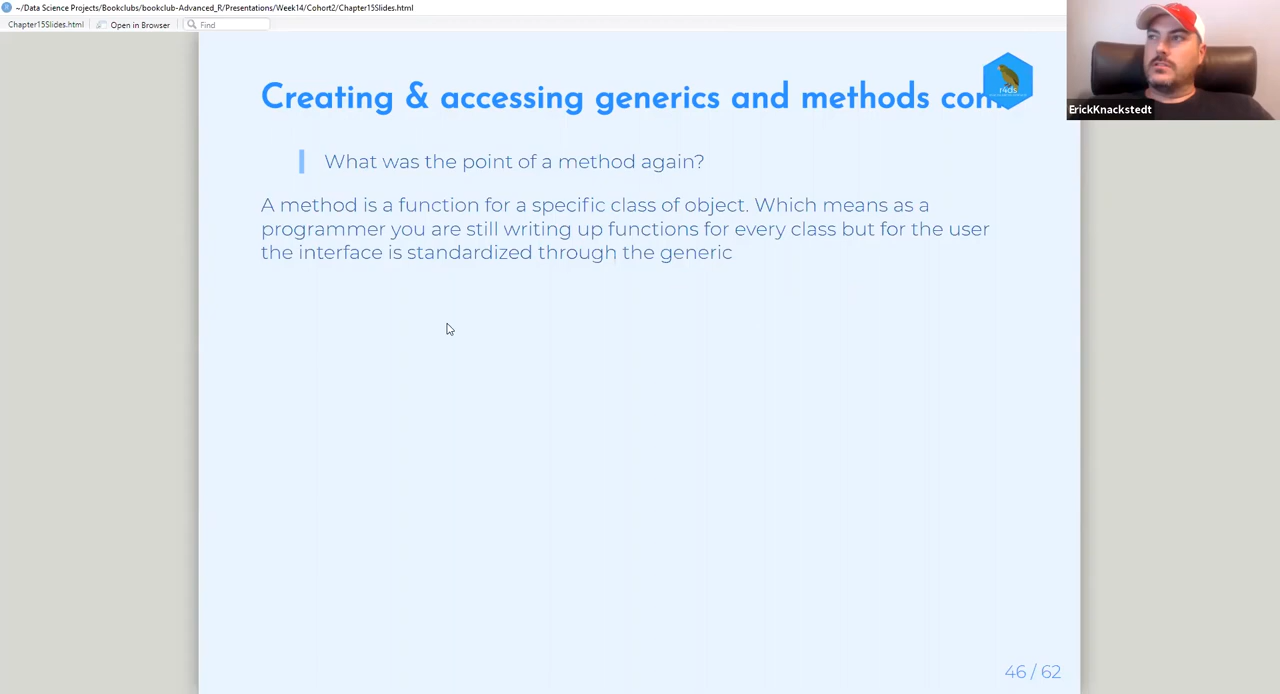 ~/Data Science Projects/Bookclubs/bookclub-Advanced_R/Presentations/Week14/Cohort2/Chapter15Slides.html
Chapter15Slides.html
Open in Browser
Find
Creating & accessing generics and methods con
r4ds
ErickKnackstedt
What was the point of a method again?
A method is a function for a specific class of object. Which means as a
programmer you are still writing up functions for every class but for the user
the interface is standardized through the generic
46 / 62